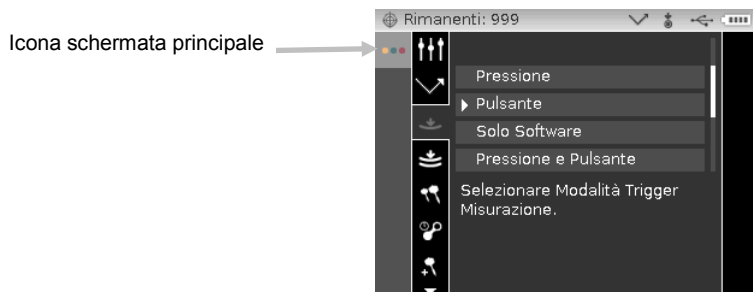 Rimanenti: 999
Icona schermata principale
Pressione
Pulsante
Solo Software
Pressione e Pulsante
Selezionare Modalità Trigger
Misurazione.